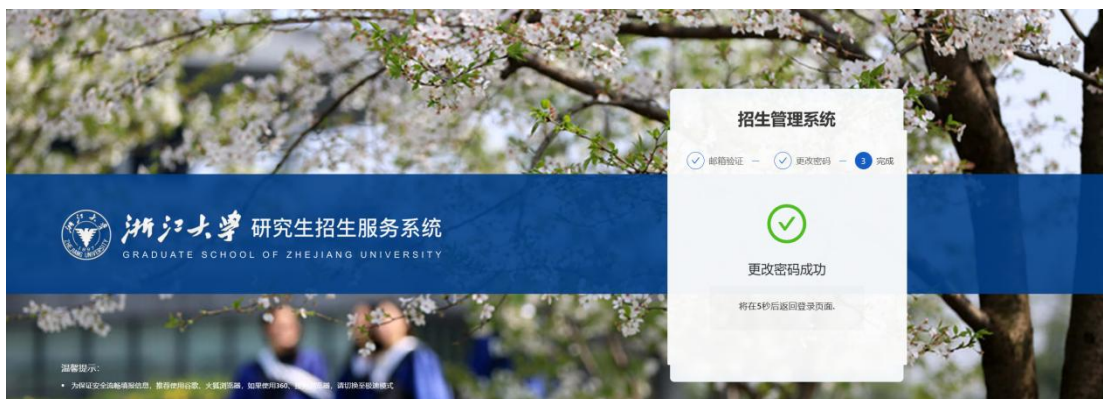 招生管理系统
邮箱验证 - 更改密码 - 3 完成
浙江大学 研究生招生服务系统
GRADUATE SCHOOL OF ZHEJIANG UNIVERSITY
更改密码成功
将在5秒后返回登录页面.
温馨提示:
• 为保证安全流畅填报信息, 推荐使用谷歌、火狐浏览器, 如果使用360、浏览器, 请切换至极速模式